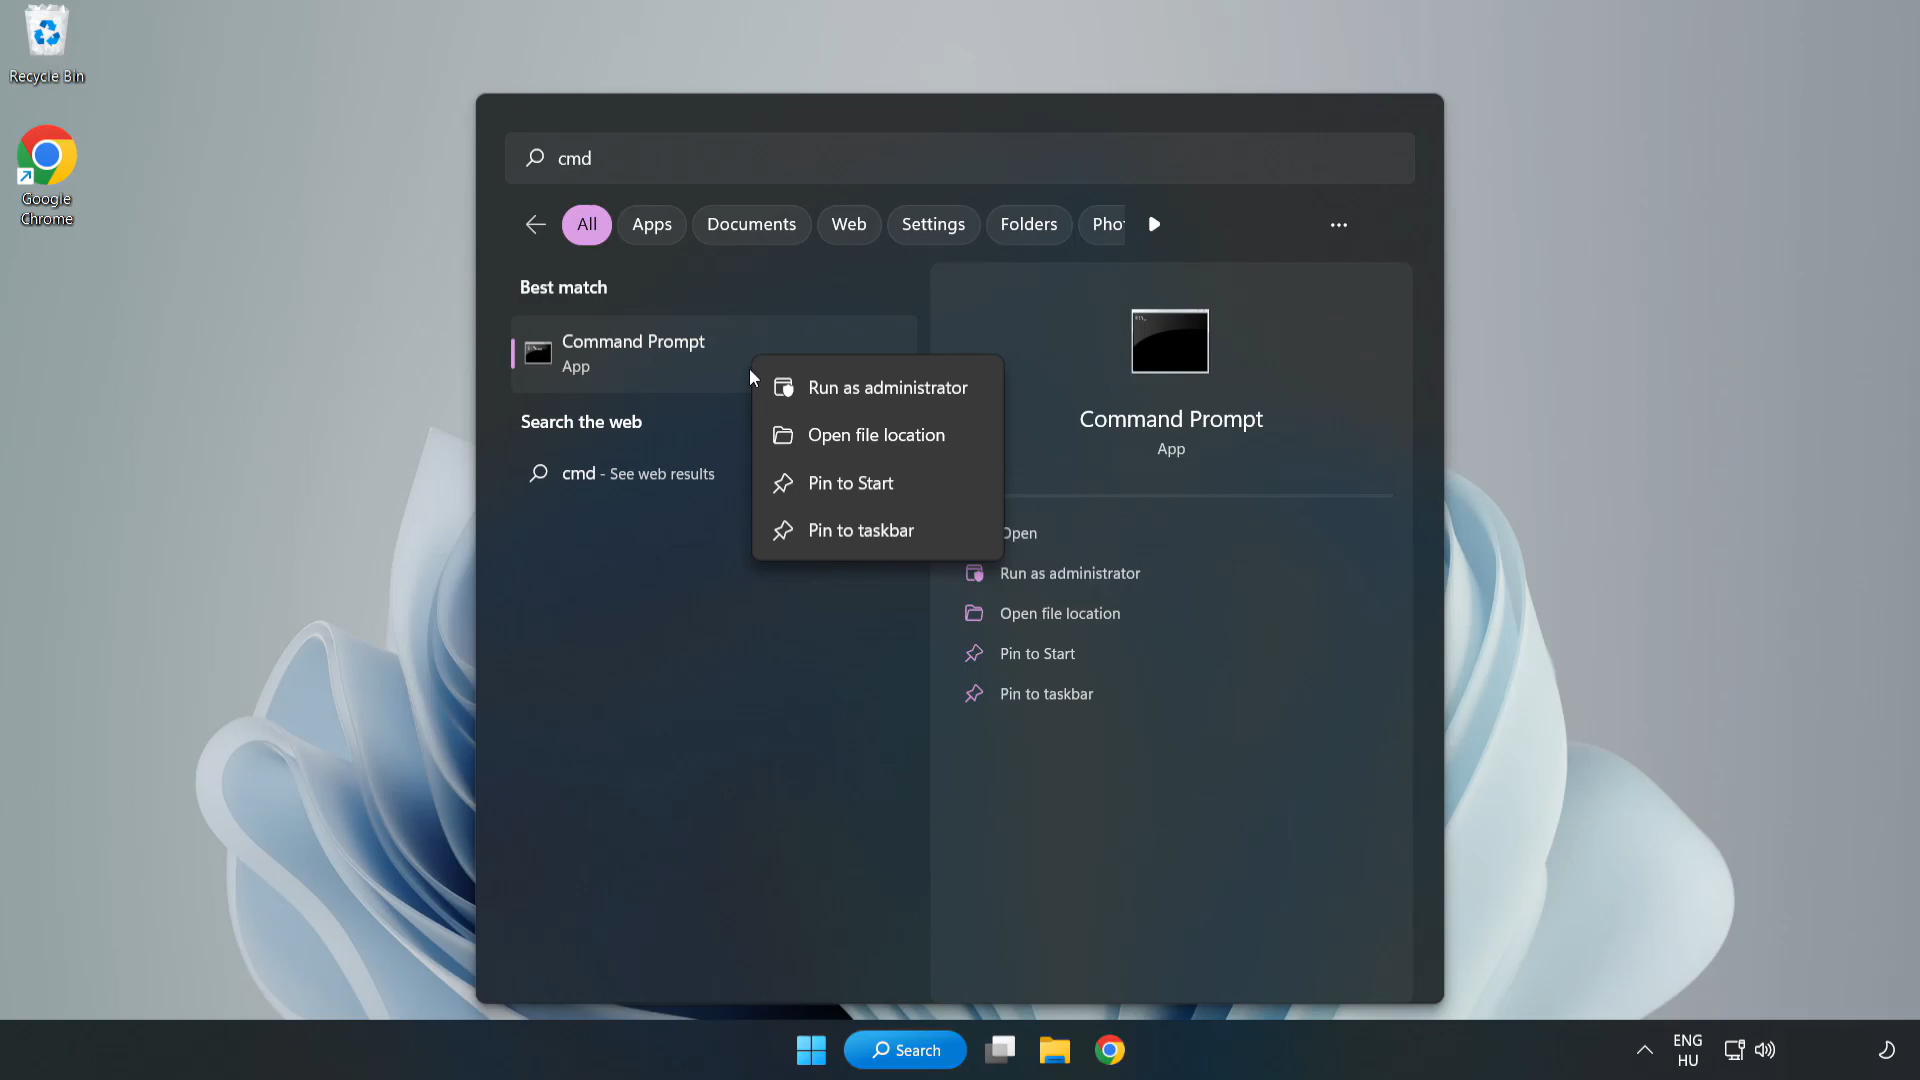 Recycle Bin
Google
Chrome
cmd
All Apps Documents Web Settings Folders Pho
Best match
Command Prompt
App
Search the web
cmd - See web results
Run as administrator
Open file location
Pin to Start
Pin to taskbar
Command Prompt
App
Open
Run as administrator
Open file location
Pin to Start
Pin to taskbar
Search
ENG
HU